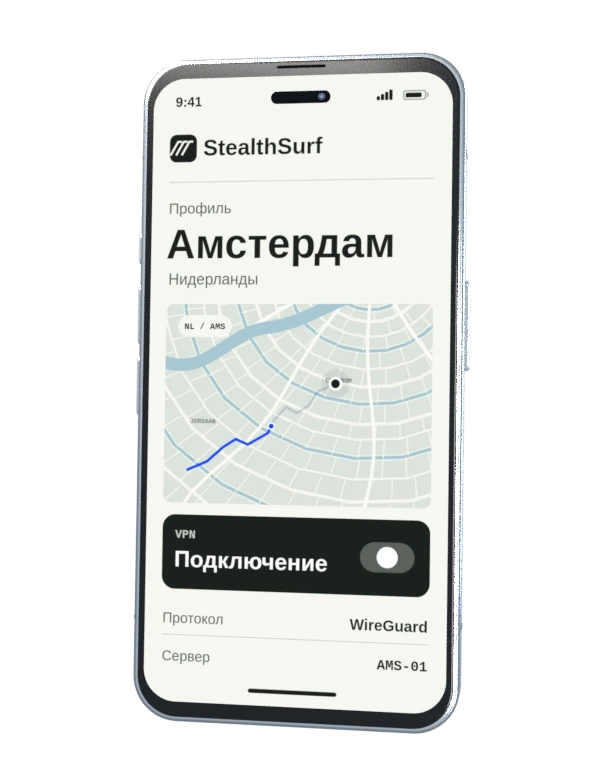 9:41
StealthSurf
Профиль
Амстердам
Нидерланды
NL / AMS
JORDAAN
VPN
Подключение
Протокол
WireGuard
Сервер
AMS-01